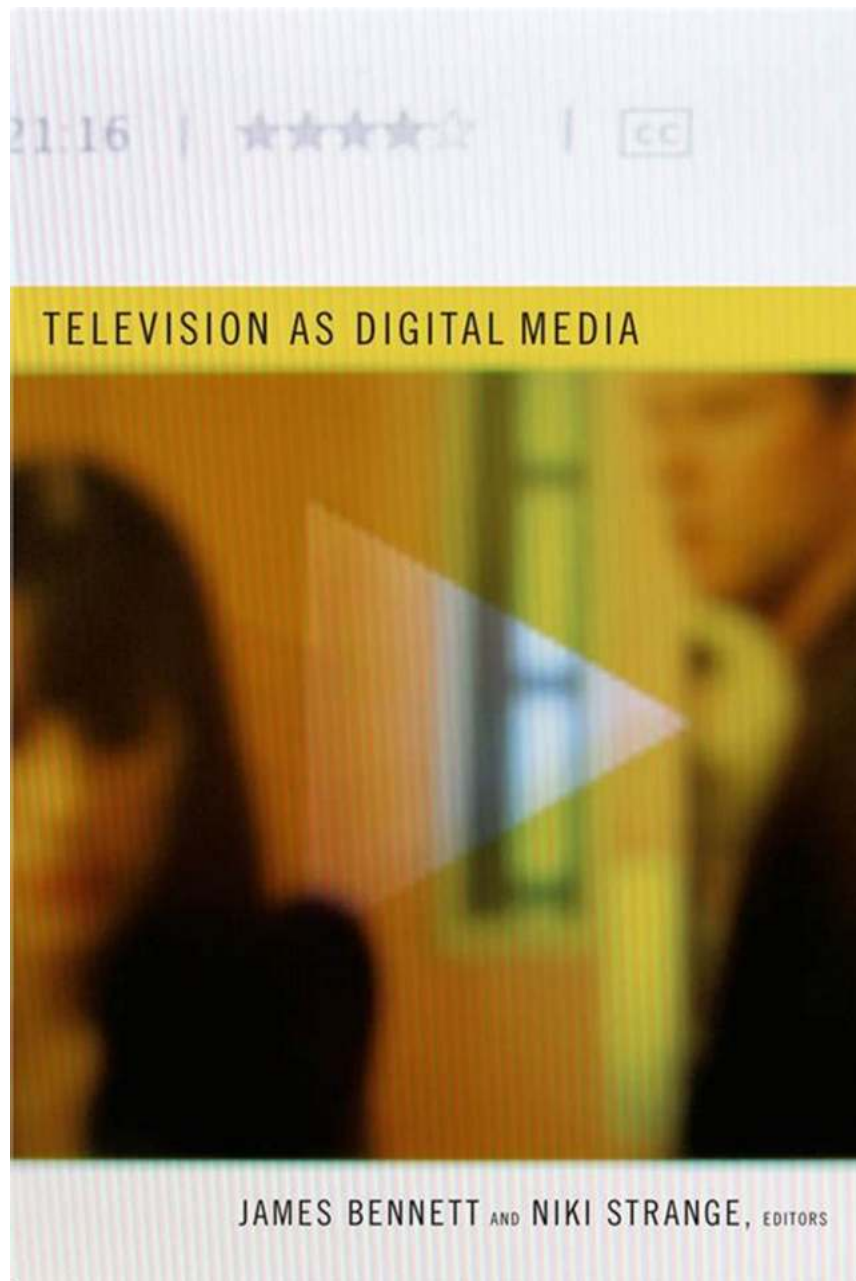 21:16 | ★★★★☆ | CC
TELEVISION AS DIGITAL MEDIA
JAMES BENNETT AND NIKI STRANGE, EDITORS